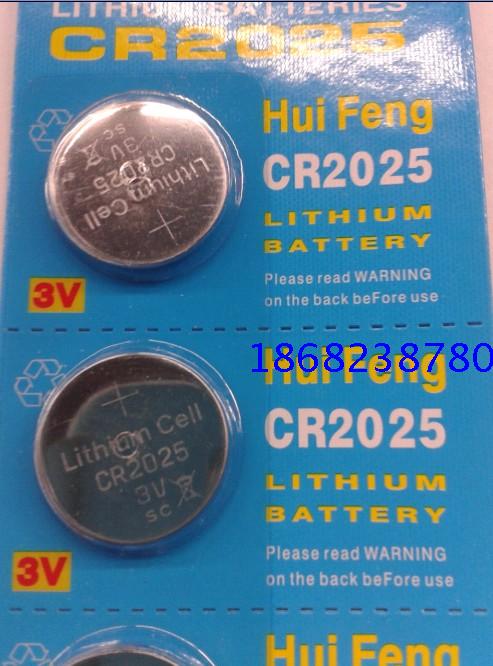 LITHIUM BATTERIES
CR2025
Hui Feng
CR2025
LITHIUM
BATTERY
Please read WARNING
on the back beFore use
Lithium Cell
CR2025
3V
SC
3V
18682388780
Hui Feng
CR2025
LITHIUM
BATTERY
Please read WARNING
on the back beFore use
Lithium Cell
CR2025
3V
SC
3V
Hui Feng